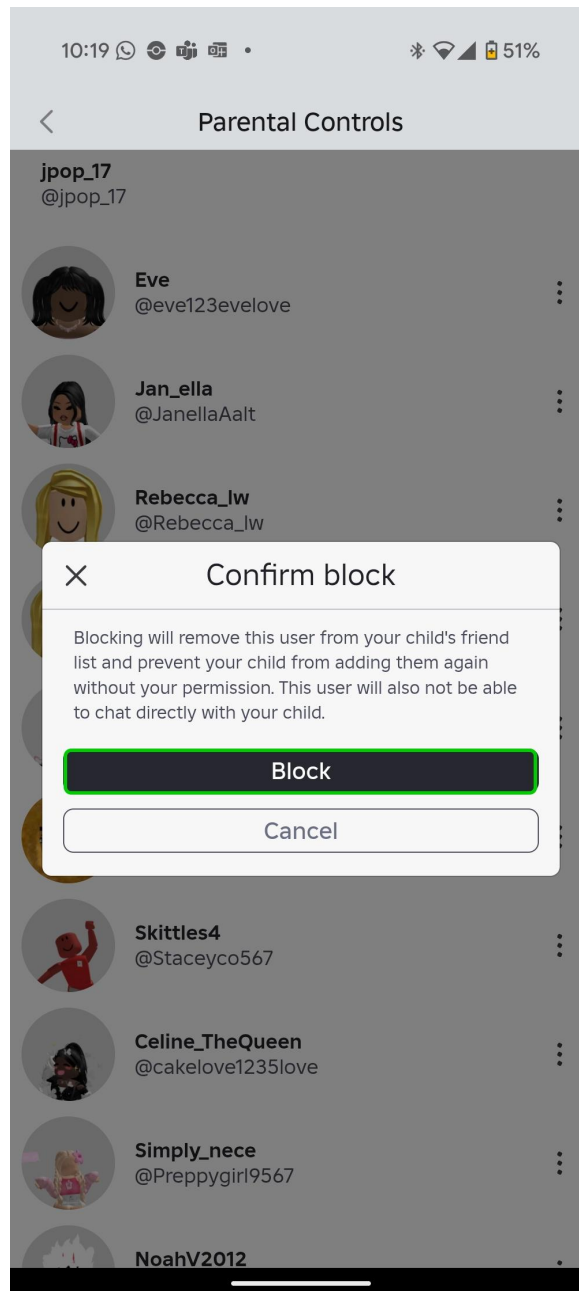 10:19 51%
Parental Controls
jpop_17
@jpop_17
Eve
@eve123evelove
Jan_ella
@JanellaAalt
Rebecca_lw
@Rebecca_lw
Confirm block
Blocking will remove this user from your child's friend
list and prevent your child from adding them again
without your permission. This user will also not be able
to chat directly with your child.
Block
Cancel
Skittles4
@Staceyco567
Celine_TheQueen
@cakelove1235love
Simply_nece
@Preppygirl9567
NoahV2012